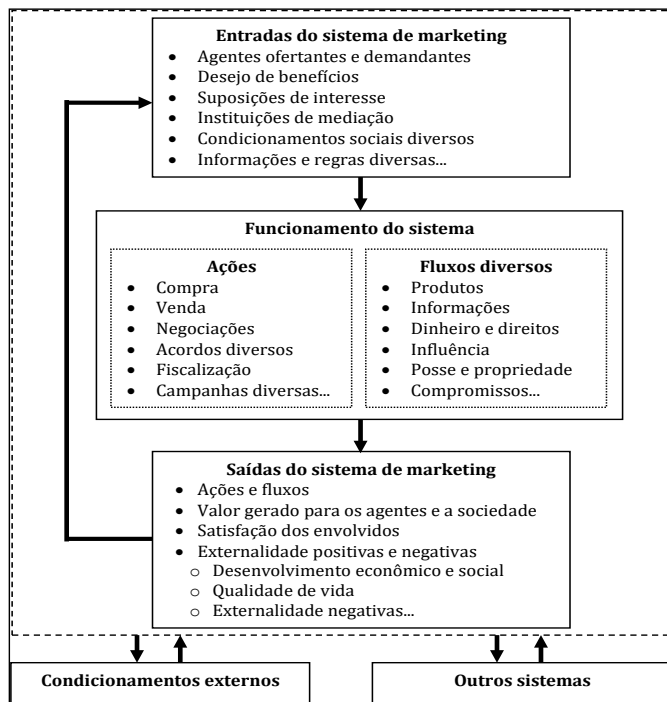 Entradas do sistema de marketing
• Agentes ofertantes e demandantes
• Desejo de benefícios
• Suposições de interesse
• Instituições de mediação
• Condicionamentos sociais diversos
• Informações e regras diversas...
Funcionamento do sistema
Ações
• Compra
• Venda
• Negociações
• Acordos diversos
• Fiscalização
• Campanhas diversas...
Fluxos diversos
• Produtos
• Informações
• Dinheiro e direitos
• Influência
• Posse e propriedade
• Compromissos...
Saídas do sistema de marketing
• Ações e fluxos
• Valor gerado para os agentes e a sociedade
• Satisfação dos envolvidos
• Externalidade positivas e negativas
o Desenvolvimento econômico e social
o Qualidade de vida
o Externalidade negativas...
Condicionamentos externos
Outros sistemas